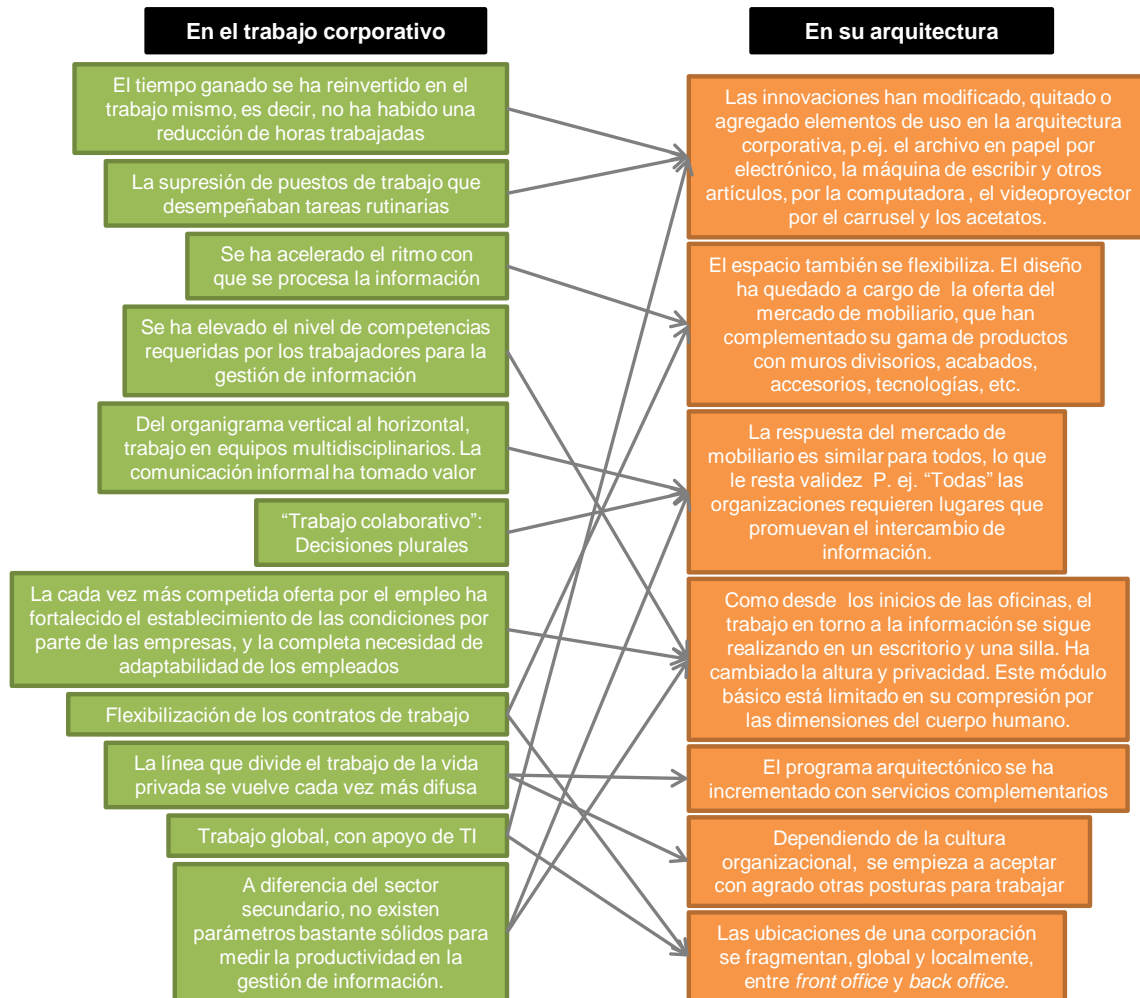 En el trabajo corporativo
El tiempo ganado se ha reinvertido en el
trabajo mismo, es decir, no ha habido una
reducción de horas trabajadas
La supresión de puestos de trabajo que
desempeñaban tareas rutinarias
Se ha acelerado el ritmo con
que se procesa la información
Se ha elevado el nivel de competencias
requeridas por los trabajadores para la
gestión de información
Del organigrama vertical al horizontal,
trabajo en equipos multidisciplinarios. La
comunicación informal ha tomado valor
“Trabajo colaborativo”:
Decisiones plurales
La cada vez más competida oferta por el empleo ha
fortalecido el establecimiento de las condiciones por
parte de las empresas, y la completa necesidad de
adaptabilidad de los empleados
Flexibilización de los contratos de trabajo
La línea que divide el trabajo de la vida
privada se vuelve cada vez más difusa
Trabajo global, con apoyo de TI
A diferencia del sector
secundario, no existen
parámetros bastante sólidos para
medir la productividad en la
gestión de información.
En su arquitectura
Las innovaciones han modificado, quitado o
agregado elementos de uso en la arquitectura
corporativa, p.ej. el archivo en papel por
electrónico, la máquina de escribir y otros
artículos, por la computadora , el videoproyector
por el carrusel y los acetatos.
El espacio también se flexibiliza. El diseño
ha quedado a cargo de la oferta del
mercado de mobiliario, que han
complementado su gama de productos
con muros divisorios, acabados,
accesorios, tecnologías, etc.
La respuesta del mercado de
mobiliario es similar para todos, lo que
le resta validez P. ej. “Todas” las
organizaciones requieren lugares que
promuevan el intercambio de
información.
Como desde los inicios de las oficinas, el
trabajo en torno a la información se sigue
realizando en un escritorio y una silla. Ha
cambiado la altura y privacidad. Este módulo
básico está limitado en su compresión por
las dimensiones del cuerpo humano.
El programa arquitectónico se ha
incrementado con servicios complementarios
Dependiendo de la cultura
organizacional, se empieza a aceptar
con agrado otras posturas para trabajar
Las ubicaciones de una corporación
se fragmentan, global y localmente,
entre front office y back office.